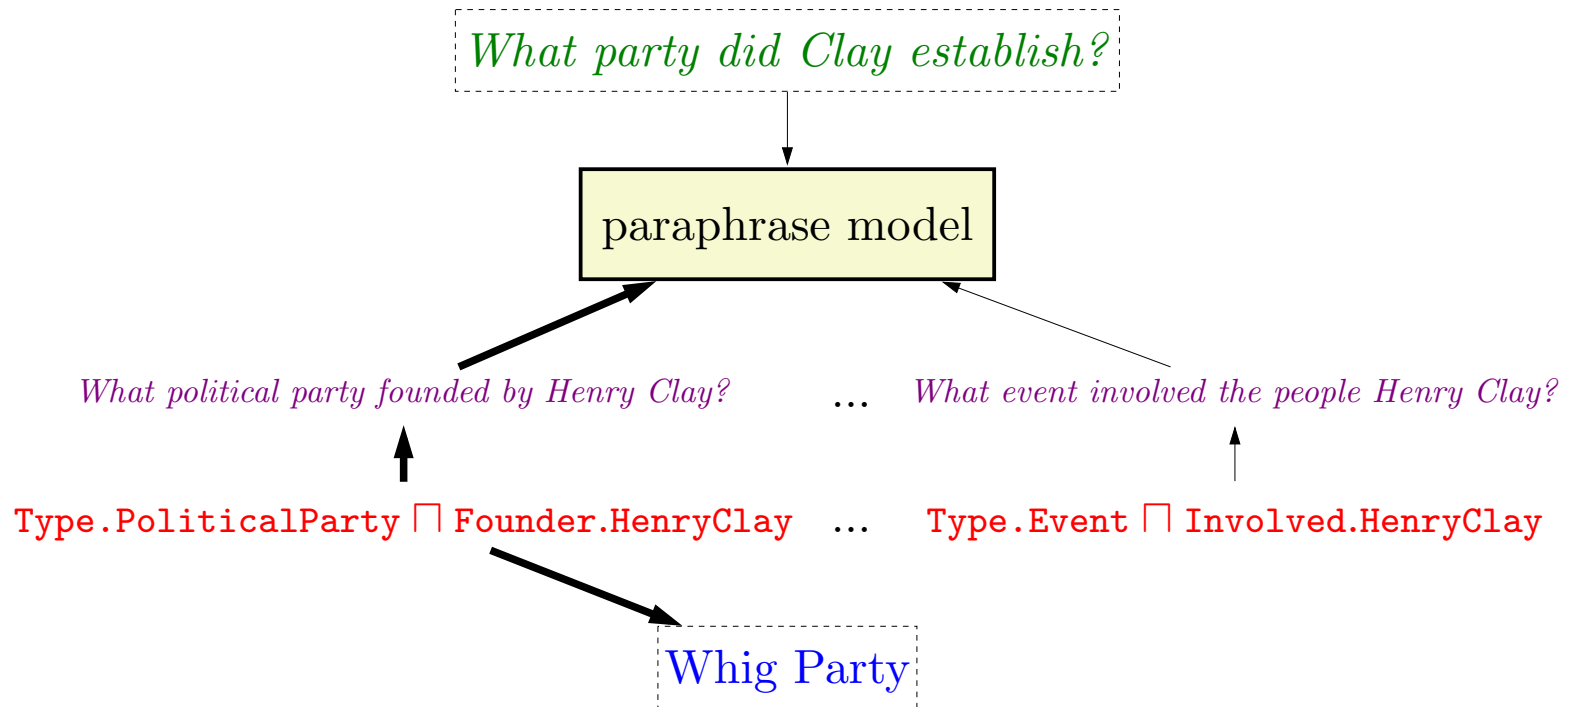 What party did Clay establish?
paraphrase model
What political party founded by Henry Clay? ... What event involved the people Henry Clay?
Type.PoliticalParty ⊓ Founder.HenryClay ... Type.Event ⊓ Involved.HenryClay
Whig Party